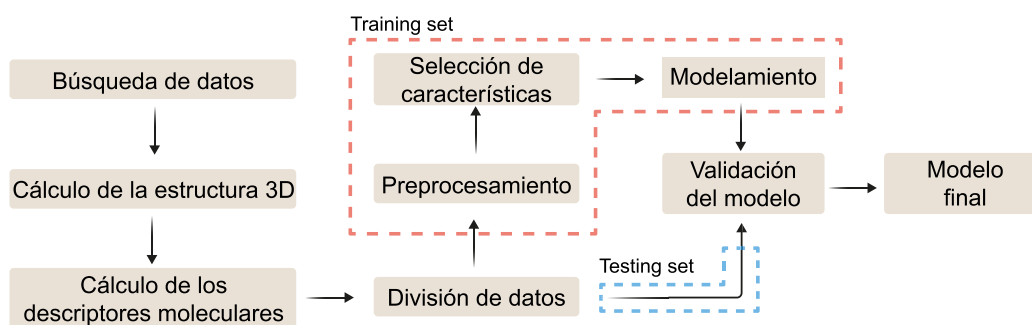 Training set
Búsqueda de datos
Cálculo de la estructura 3D
Cálculo de los
descriptores moleculares
División de datos
Preprocesamiento
Selección de
características
Modelamiento
Testing set
Validación
del modelo
Modelo
final